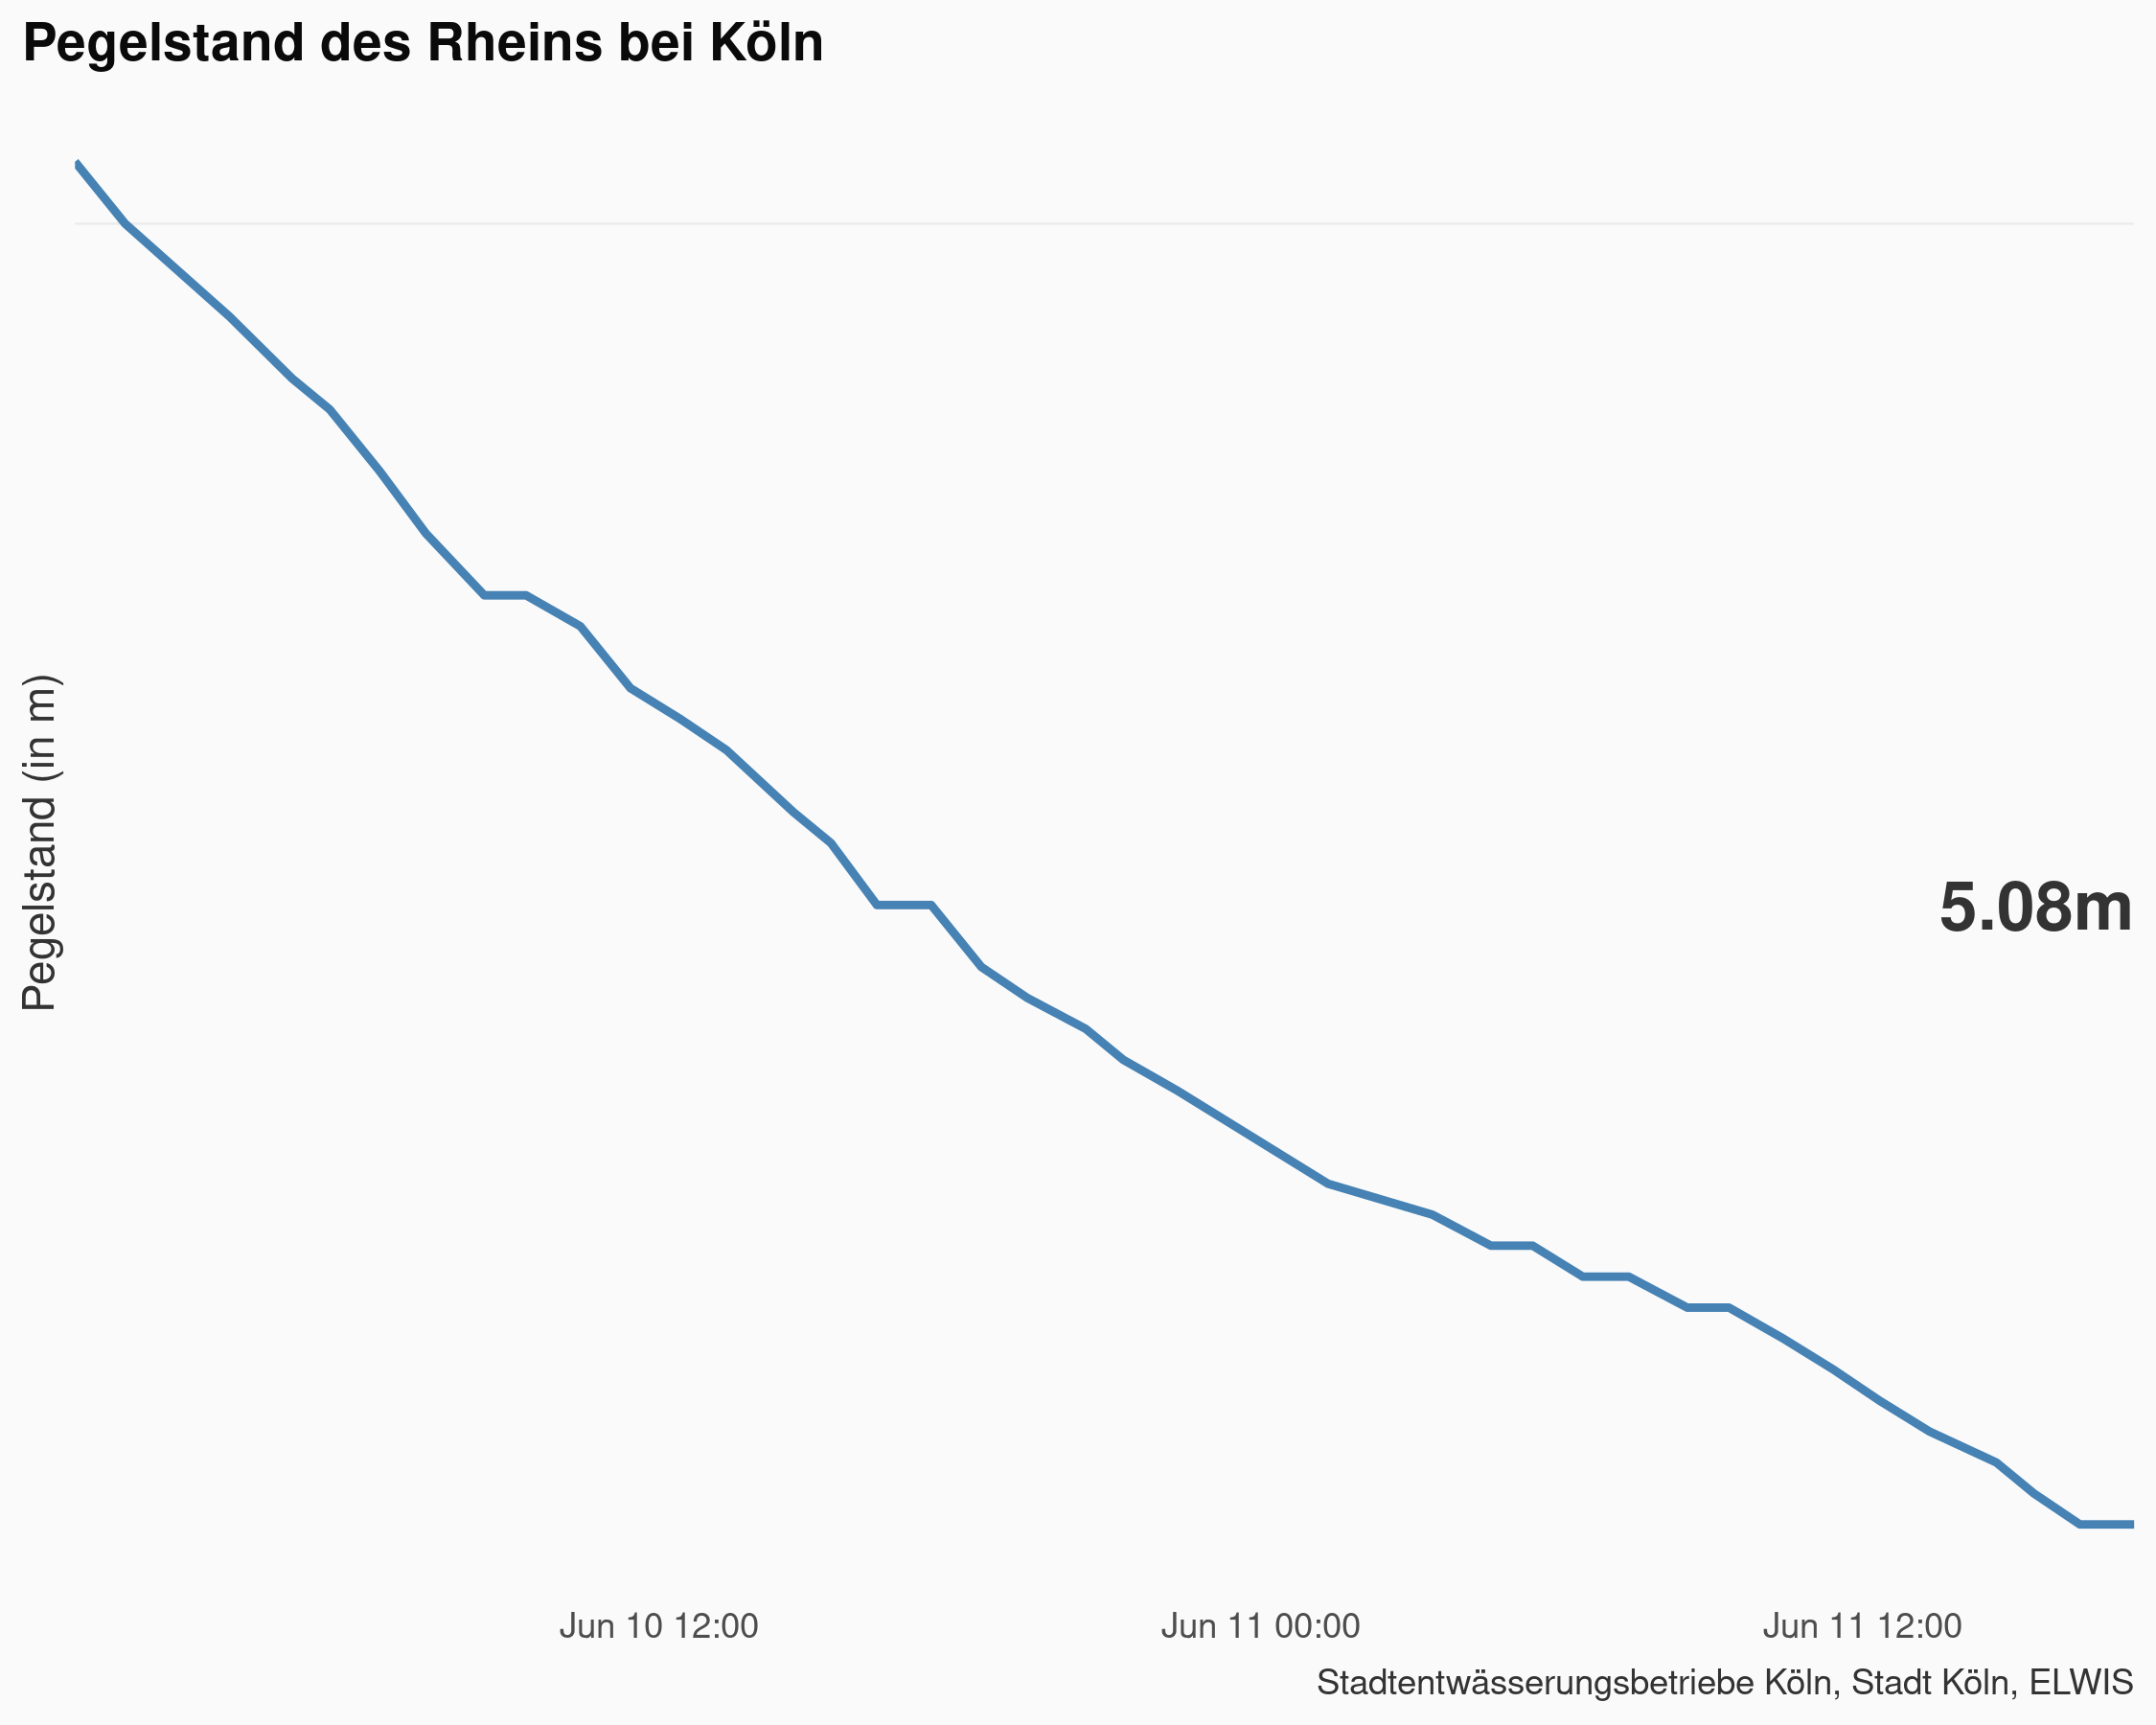 Pegelstand des Rheins bei Köln
Pegelstand (in m)
5.08m
Jun 10 12:00
Jun 11 00:00
Jun 11 12:00
Stadtentwässerungsbetriebe Köln, Stadt Köln, ELWIS